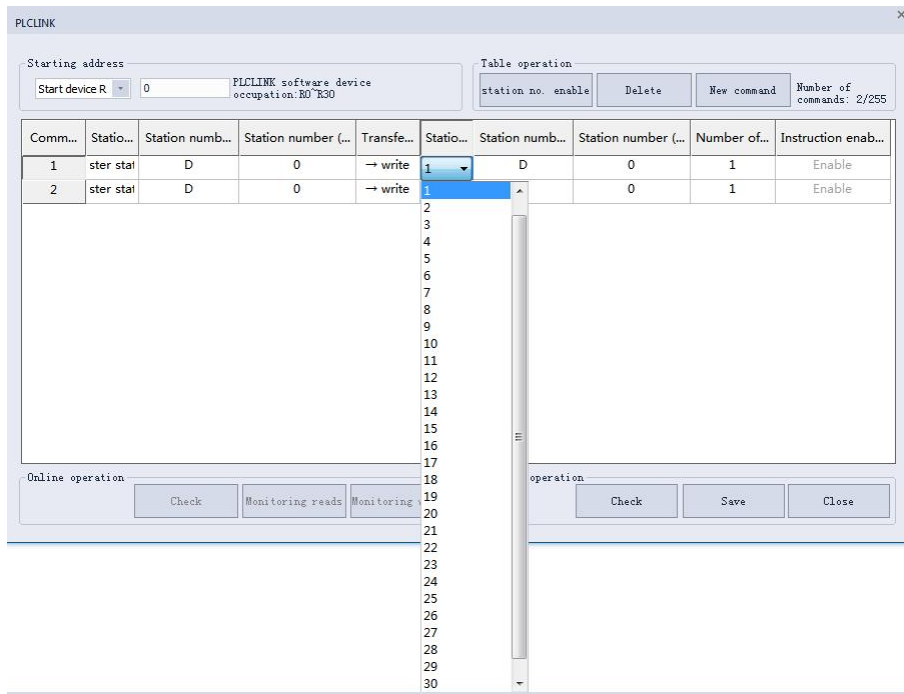 PLCLINK
Starting address
Start device R 0 PLCLINK software device
occupation:R0~R30
Table operation
station no. enable Delete New command Number of
commands: 2/255
Comm... Statio... Station numb... Station number (... Transfe... Statio... Station numb... Station number (... Number of... Instruction enab...
1 ster stat D 0 → write 1 D 0 1 Enable
2 ster stat D 0 → write D 0 1 Enable
1
2
3
4
5
6
7
8
9
10
11
12
13
14
15
16
17
18
19
20
21
22
23
24
25
26
27
28
29
30
Online operation
Check Monitoring reads Monitoring
operation
Check Save Close